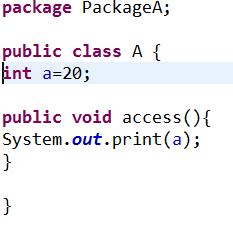 package PackageA;
public class A {
int a=20;
public void access(){
System.out.print(a);
}
}